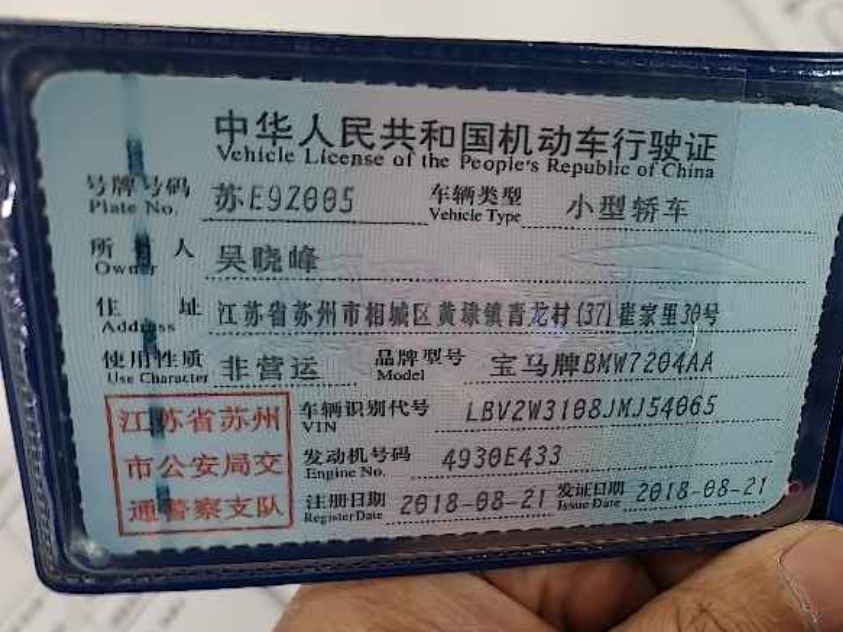 中华人民共和国机动车行驶证
Vehicle License of the People's Republic of China
号牌号码 苏E9Z005 车辆类型 小型轿车
Plate No. Vehicle Type
所有人 吴晓峰
Owner
住址 江苏省苏州市相城区黄埭镇青龙村(37)崔家里30号
Address
使用性质 非营运 品牌型号 宝马牌BMW7204AA
Use Character Model
江苏省苏州 车辆识别代号 LBV2W3108JMJ54065
VIN
市公安局交 发动机号码 4930E433
Engine No.
通警察支队 注册日期 2018-08-21 发证日期 2018-08-21
Register Date Issue Date